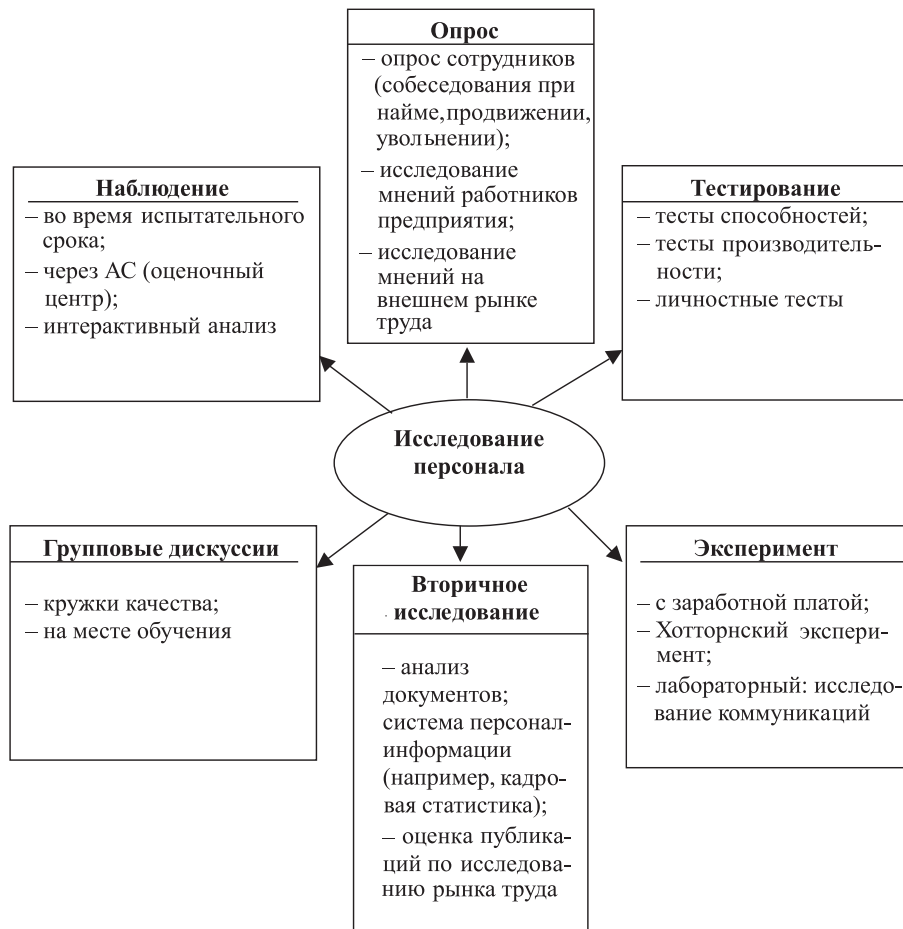 Опрос
– опрос сотрудников
(собеседования при
найме,продвижении,
увольнении);
– исследование
мнений работников
предприятия;
– исследование
мнений на
внешнем рынке
труда
Наблюдение
– во время испытательного
срока;
– через АС (оценочный
центр);
– интерактивный анализ
Тестирование
– тесты способностей;
– тесты производитель-
ности;
– личностные тесты
Исследование
персонала
Групповые дискуссии
– кружки качества;
– на месте обучения
Вторичное
исследование
– анализ
документов;
система персонал-
информации
(например, кадро-
вая статистика);
– оценка публика-
ций по исследова-
нию рынка труда
Эксперимент
– с заработной платой;
– Хотторнский экспери-
мент;
– лабораторный: исследо-
вание коммуникаций